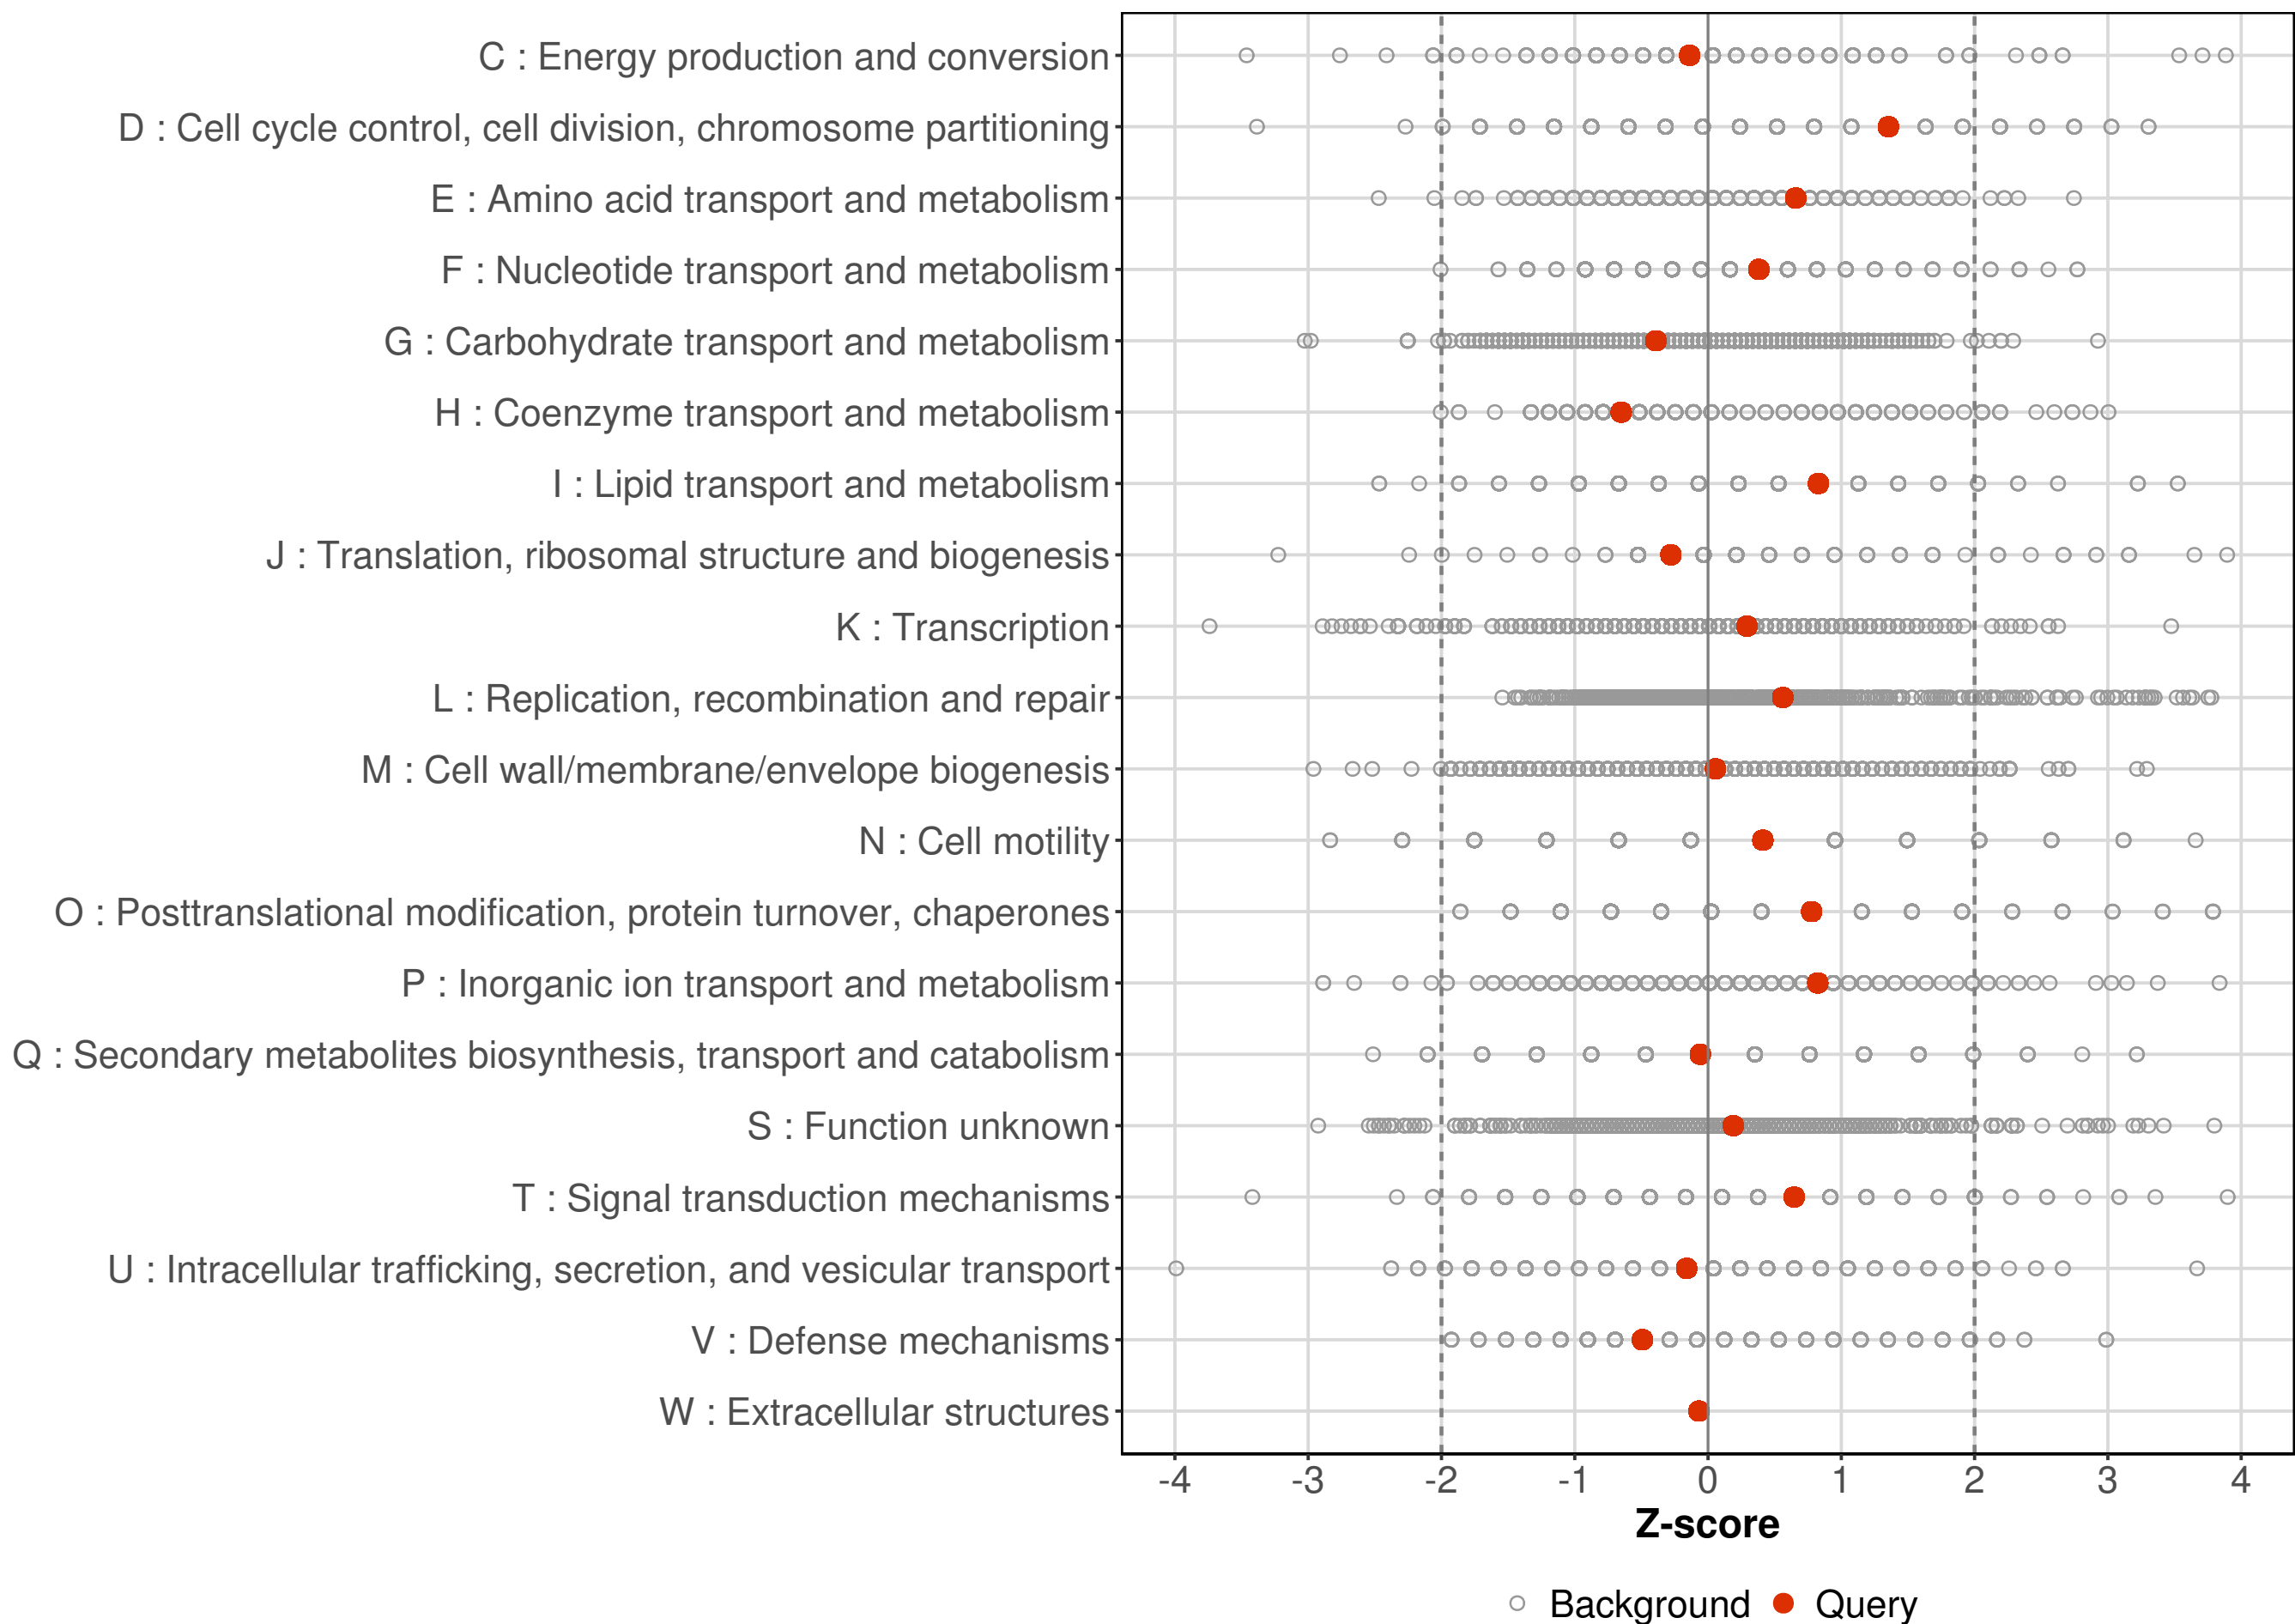 C : Energy production and conversion
D : Cell cycle control, cell division, chromosome partitioning
E : Amino acid transport and metabolism
F : Nucleotide transport and metabolism
G : Carbohydrate transport and metabolism
H : Coenzyme transport and metabolism
I : Lipid transport and metabolism
J : Translation, ribosomal structure and biogenesis
K : Transcription
L : Replication, recombination and repair
M : Cell wall/membrane/envelope biogenesis
N : Cell motility
O : Posttranslational modification, protein turnover, chaperones
P : Inorganic ion transport and metabolism
Q : Secondary metabolites biosynthesis, transport and catabolism
S : Function unknown
T : Signal transduction mechanisms
U : Intracellular trafficking, secretion, and vesicular transport
V : Defense mechanisms
W : Extracellular structures
-4 -3 -2 -1 0 1 2 3 4
Z-score
Background Query